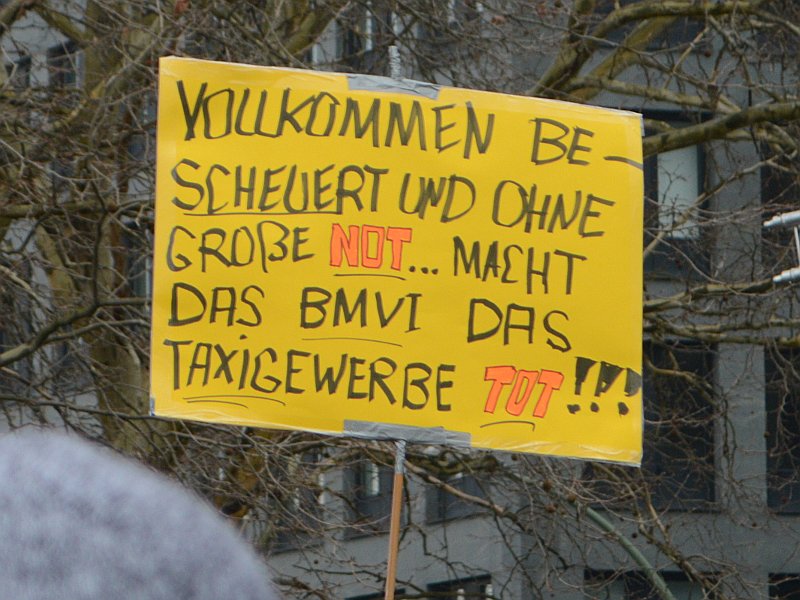 VOLLKOMMEN BE-
SCHEUERT UND OHNE
GROßE NOT... MACHT
DAS BMVI DAS
TAXIGEWERBE TOT!!!